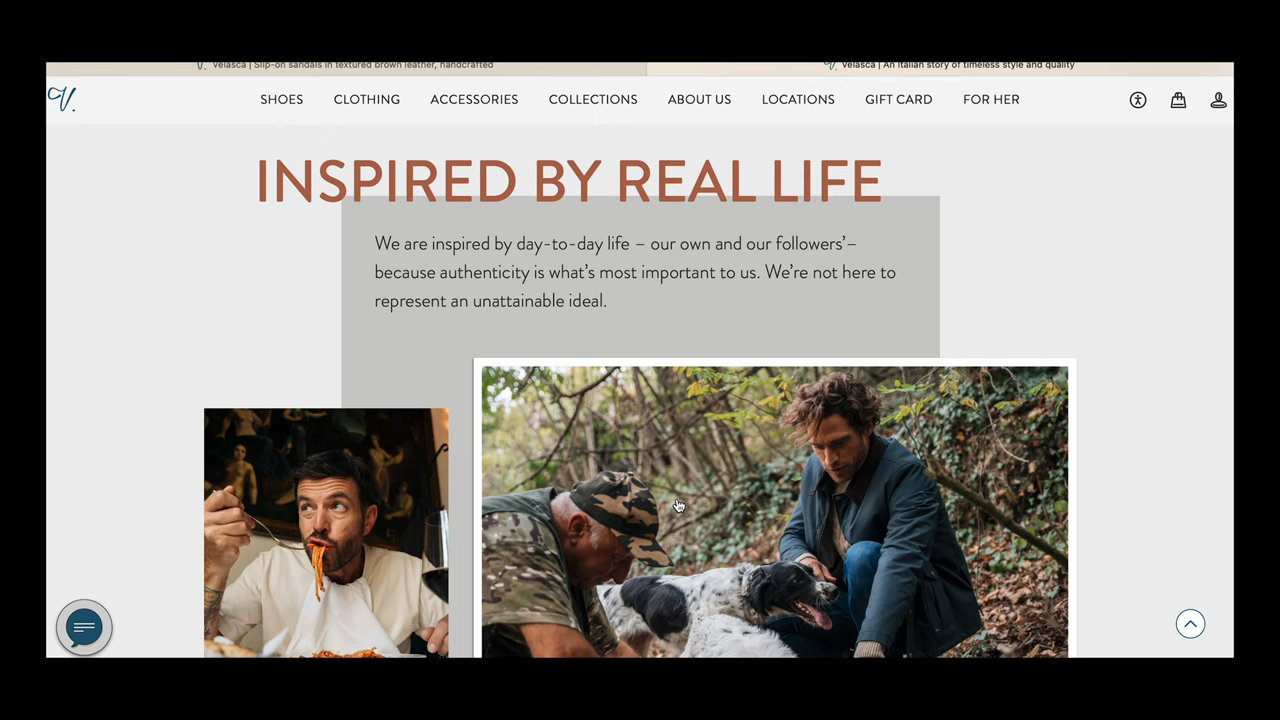 Velasca | Slip-on sandals in textured brown leather, handcrafted
Velasca | An Italian story of timeless style and quality
V.
SHOES CLOTHING ACCESSORIES COLLECTIONS ABOUT US LOCATIONS GIFT CARD FOR HER
INSPIRED BY REAL LIFE
We are inspired by day-to-day life – our own and our followers’–
because authenticity is what’s most important to us. We’re not here to
represent an unattainable ideal.